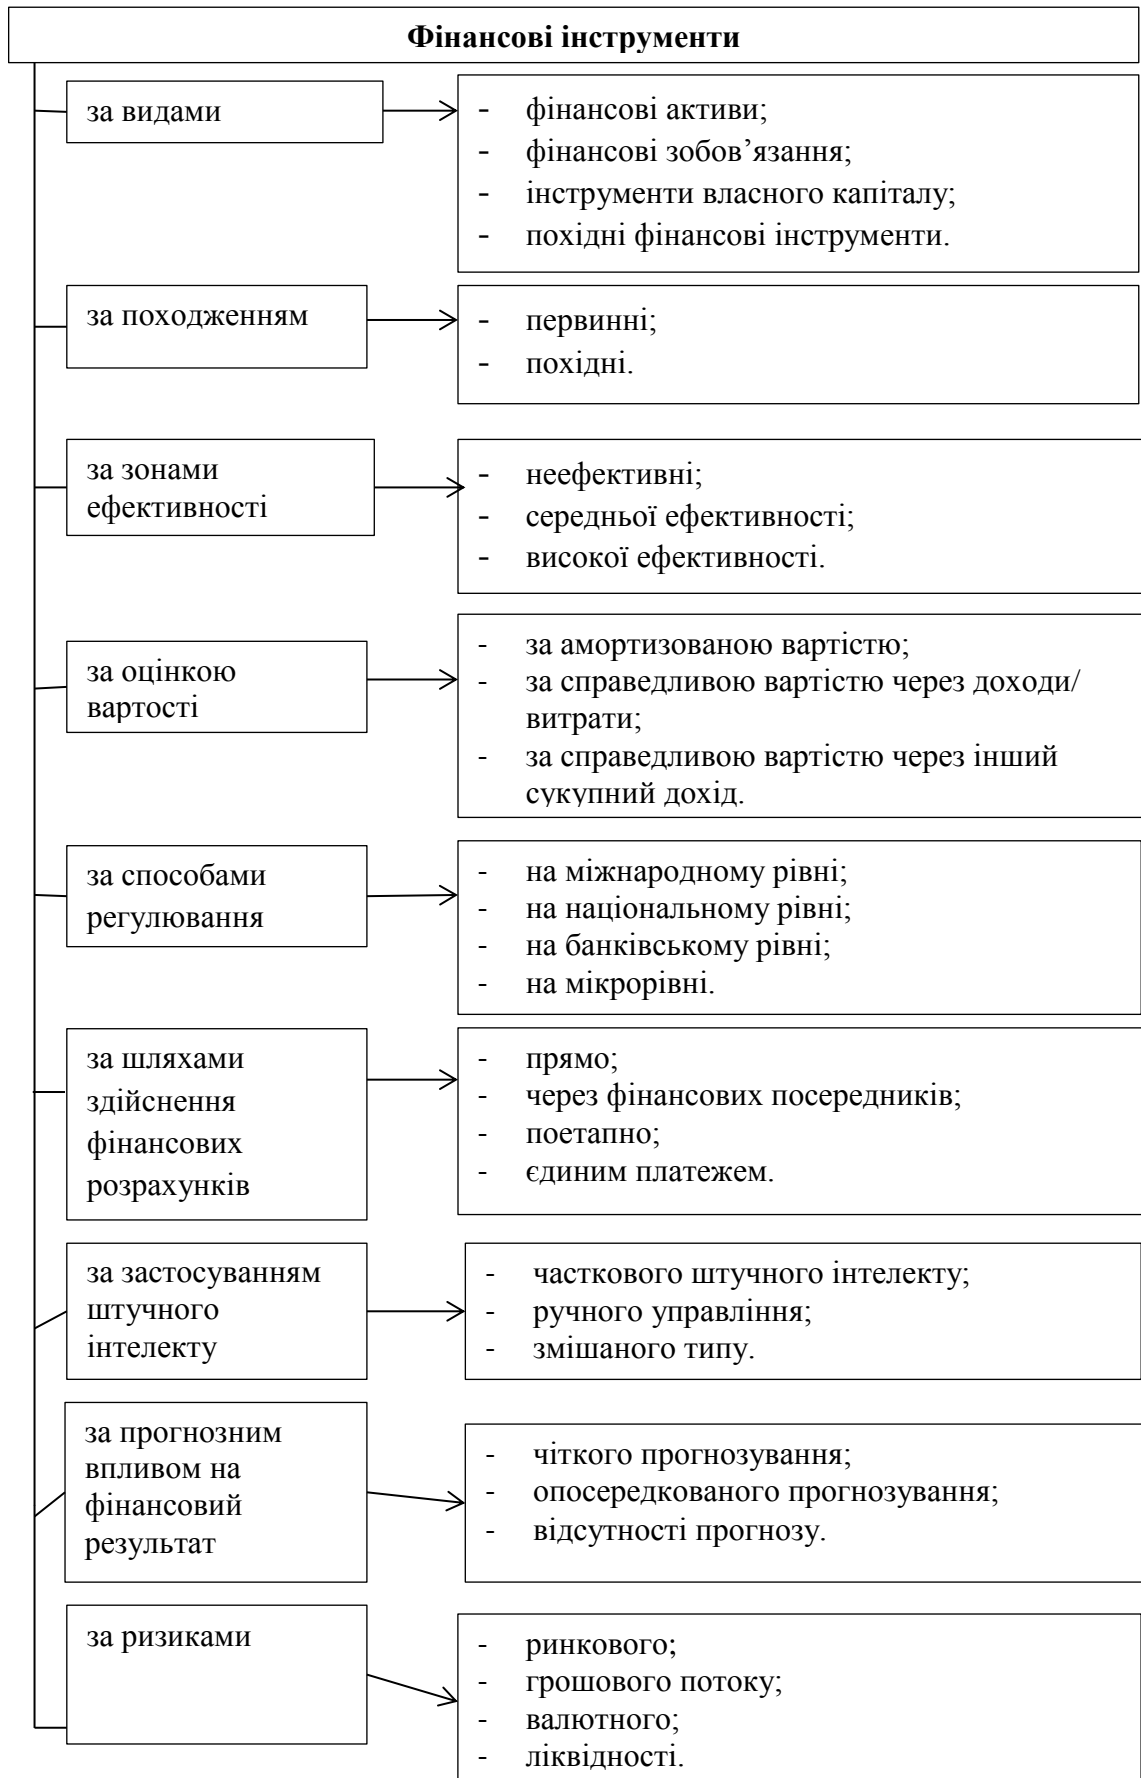 Фінансові інструменти
за видами
- фінансові активи;
- фінансові зобов’язання;
- інструменти власного капіталу;
- похідні фінансові інструменти.
за походженням
- первинні;
- похідні.
за зонами
ефективності
- неефективні;
- середньої ефективності;
- високої ефективності.
за оцінкою
вартості
- за амортизованою вартістю;
- за справедливою вартістю через доходи/
витрати;
- за справедливою вартістю через інший
сукупний дохід.
за способами
регулювання
- на міжнародному рівні;
- на національному рівні;
- на банківському рівні;
- на мікрорівні.
за шляхами
здійснення
фінансових
розрахунків
- прямо;
- через фінансових посередників;
- поетапно;
- єдиним платежем.
за застосуванням
штучного
інтелекту
- часткового штучного інтелекту;
- ручного управління;
- змішаного типу.
за прогнозним
впливом на
фінансовий
результат
- чіткого прогнозування;
- опосередкованого прогнозування;
- відсутності прогнозу.
за ризиками
- ринкового;
- грошового потоку;
- валютного;
- ліквідності.